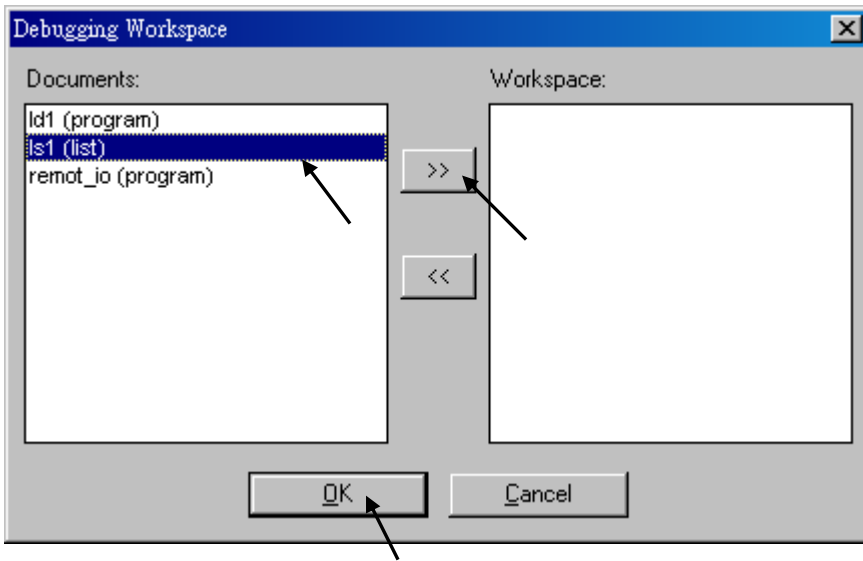 Debugging Workspace
Documents:
Workspace:
ld1 (program)
ls1 (list)
remot_io (program)
>>
<<
OK
Cancel